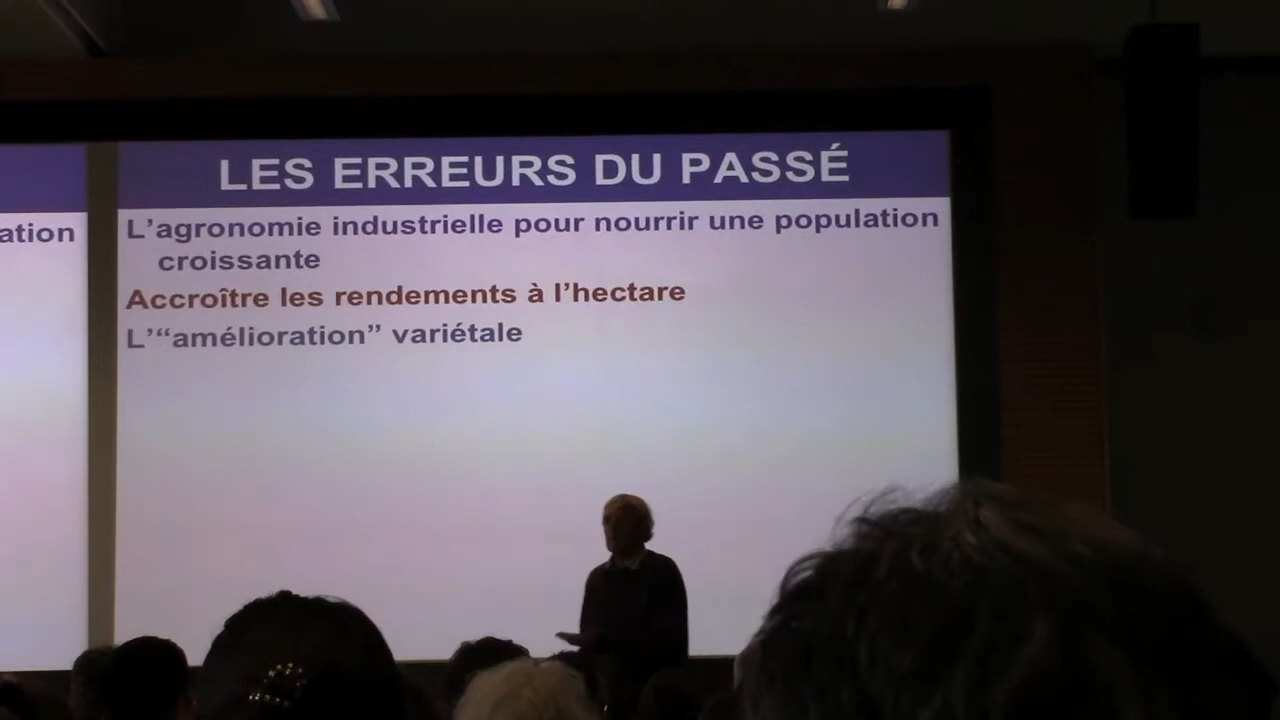 ation
LES ERREURS DU PASSÉ
L’agronomie industrielle pour nourrir une population
croissante
Accroître les rendements à l’hectare
L’“amélioration” variétale